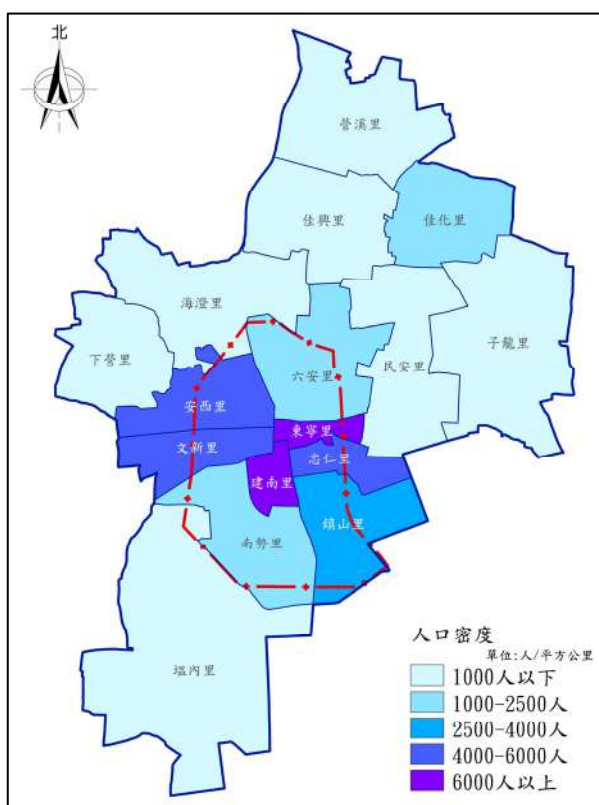 北
營溪里
佳興里
佳化里
海澄里
子龍里
下營里
六安里
民安里
安西里
東寧里
文新里
忠仁里
建南里
鎮山里
南勢里
塭內里
人口密度
單位:人/平方公里
1000人以下
1000-2500人
2500-4000人
4000-6000人
6000人以上